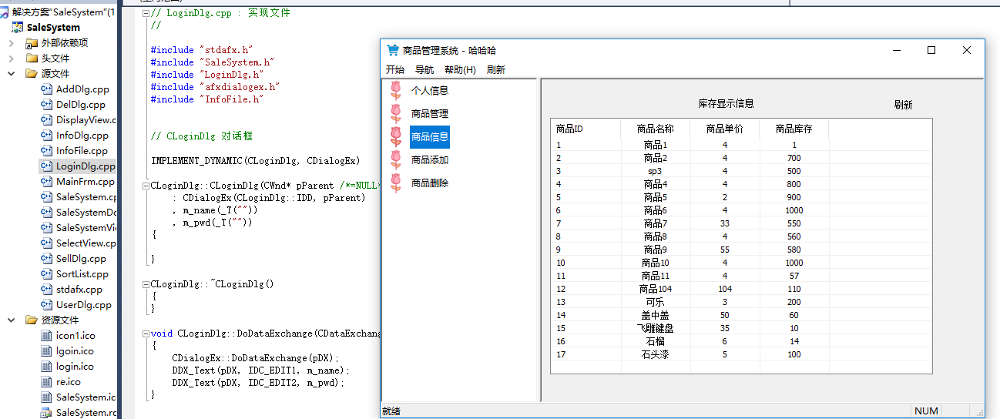 解决方案"SaleSystem"(1
SaleSystem
外部依赖项
头文件
源文件
AddDlg.cpp
DelDlg.cpp
DisplayView.c
InfoDlg.cpp
InfoFile.cpp
LoginDlg.cpp
MainFrm.cpp
SaleSystem.cp
SaleSystemDo
SaleSystemVie
SelectView.cp
SellDlg.cpp
SortList.cpp
stdafx.cpp
UserDlg.cpp
资源文件
icon1.ico
lgoin.ico
login.ico
re.ico
SaleSystem.ic
SaleSystem.rc
// LoginDlg.cpp : 实现文件
//
#include "stdafx.h"
#include "SaleSystem.h"
#include "LoginDlg.h"
#include "afxdialogex.h"
#include "InfoFile.h"
// CLoginDlg 对话框
IMPLEMENT_DYNAMIC(CLoginDlg, CDialogEx)
CLoginDlg::CLoginDlg(CWnd* pParent /*=NULL*
: CDialogEx(CLoginDlg::IDD, pParent)
, m_name(_T(""))
, m_pwd(_T(""))
{
}
CLoginDlg::~CLoginDlg()
{
}
void CLoginDlg::DoDataExchange(CDataExchang
{
CDialogEx::DoDataExchange(pDX);
DDX_Text(pDX, IDC_EDIT1, m_name);
DDX_Text(pDX, IDC_EDIT2, m_pwd);
}
商品管理系统 - 哈哈哈
开始 导航 帮助(H) 刷新
个人信息
商品管理
商品信息
商品添加
商品删除
库存显示信息 刷新
商品ID 商品名称 商品单价 商品库存
1 商品1 4 1
2 商品2 4 700
3 sp3 4 500
4 商品4 4 800
5 商品5 2 900
6 商品6 4 1000
7 商品7 33 550
8 商品8 4 560
9 商品9 55 580
10 商品10 4 1000
11 商品11 4 57
12 商品104 104 110
13 可乐 3 200
14 盖中盖 50 60
15 飞雕键盘 35 10
16 石榴 6 14
17 石头漆 5 100
就绪 NUM